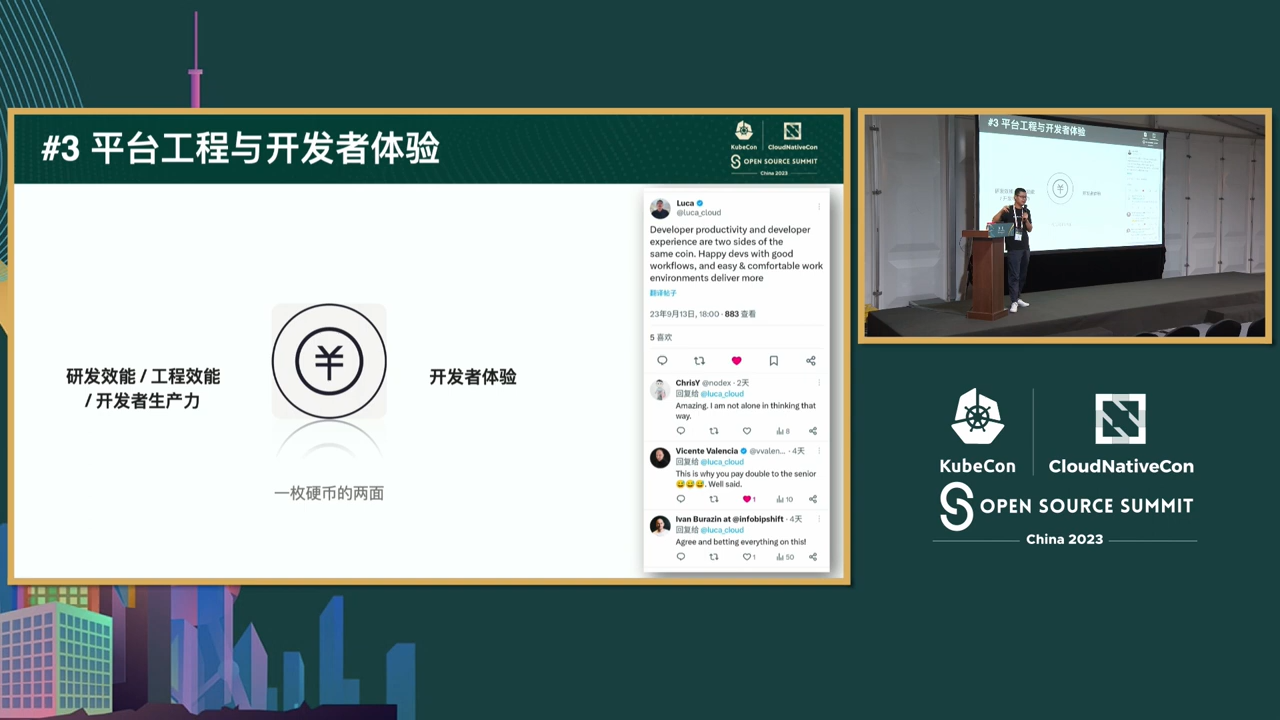 #3 平台工程与开发者体验
KubeCon
CloudNativeCon
OPEN SOURCE SUMMIT
China 2023
研发效能 / 工程效能
/ 开发者生产力
开发者体验
一枚硬币的两面
Luca
@luca_cloud
Developer productivity and developer
experience are two sides of the
same coin. Happy devs with good
workflows, and easy & comfortable work
environments deliver more
翻译帖子
23年9月13日, 18:00 · 883 查看
5 喜欢
ChrisY @nodex · 2天
回复给 @luca_cloud
Amazing. I am not alone in thinking that
way.
8
Vicente Valencia @vvalen... · 4天
回复给 @luca_cloud
This is why you pay double to the senior
😅😅😅. Well said.
1
10
Ivan Burazin at @infobipshift · 4天
回复给 @luca_cloud
Agree and betting everything on this!
1
50
#3 平台工程与开发者体验
KubeCon
CloudNativeCon
OPEN SOURCE SUMMIT
China 2023